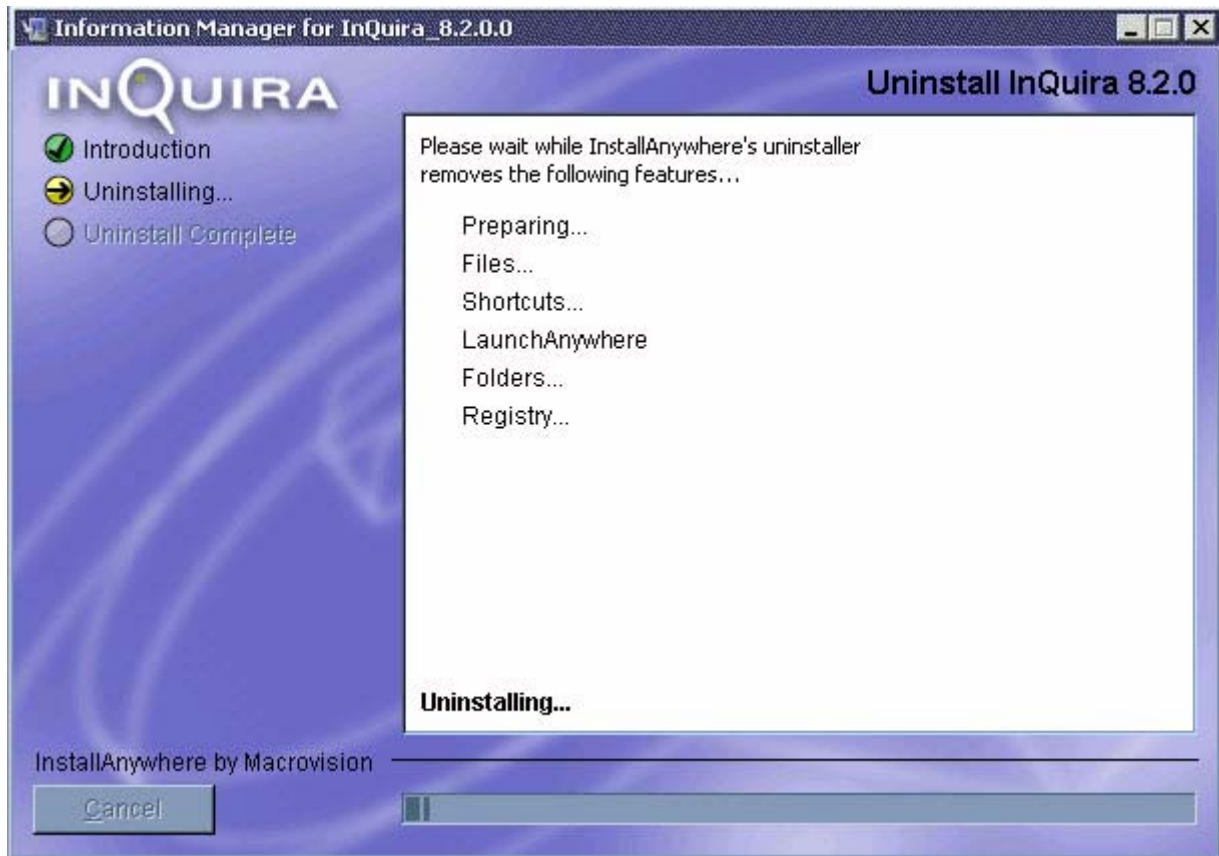 Information Manager for InQuira_8.2.0.0
INQUIRA
Uninstall InQuira 8.2.0
Introduction
Uninstalling...
Uninstall Complete
Please wait while InstallAnywhere's uninstaller
removes the following features...
Preparing...
Files...
Shortcuts...
LaunchAnywhere
Folders...
Registry...
Uninstalling...
InstallAnywhere by Macrovision
Cancel